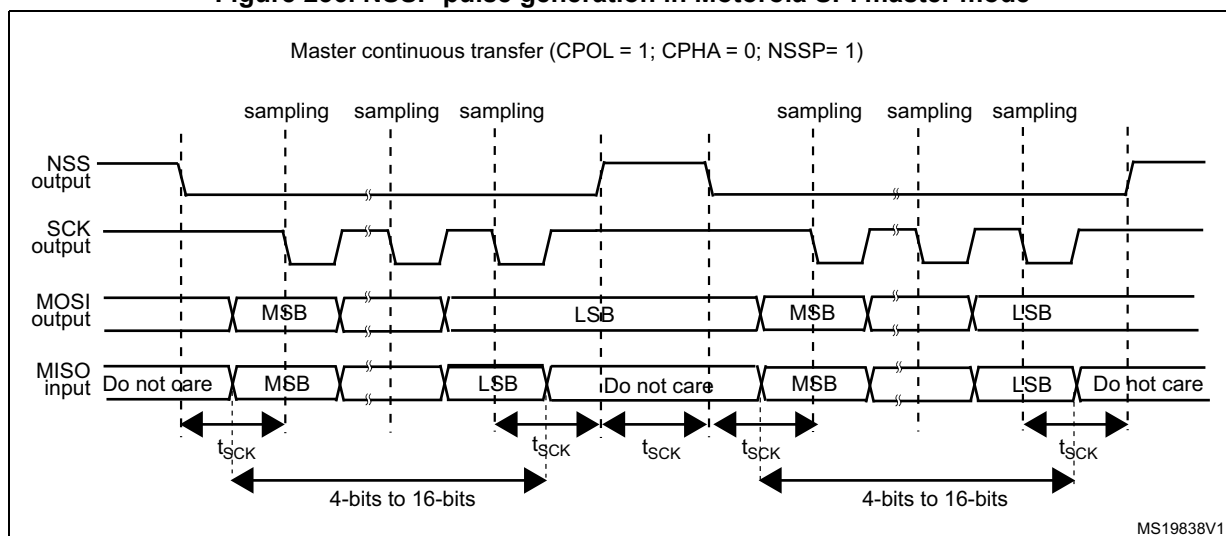 Master continuous transfer (CPOL = 1; CPHA = 0; NSSP= 1)
sampling sampling sampling sampling sampling sampling
NSS
output
SCK
output
MOSI
output
MSB LSB MSB LSB
MISO
input
Do not care MSB LSB Do not care MSB LSB Do not care
tSCK tSCK tSCK tSCK tSCK
4-bits to 16-bits 4-bits to 16-bits
MS19838V1